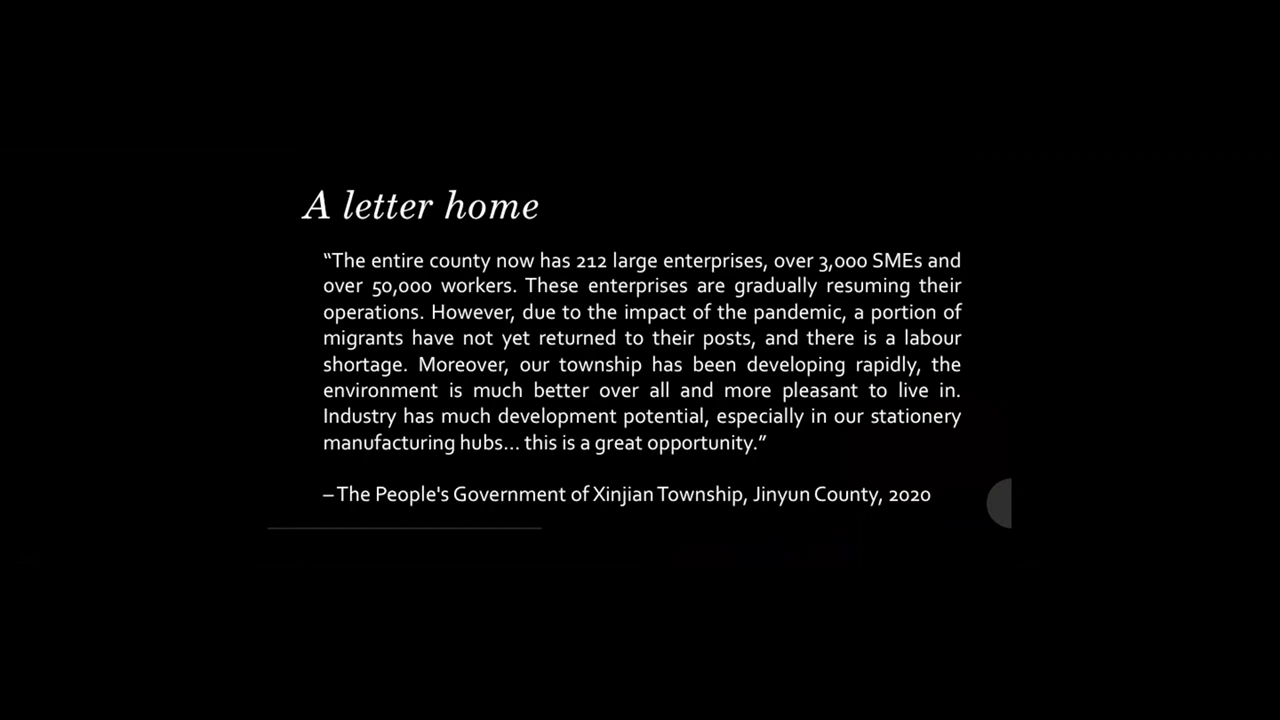 A letter home
“The entire county now has 212 large enterprises, over 3,000 SMEs and
over 50,000 workers. These enterprises are gradually resuming their
operations. However, due to the impact of the pandemic, a portion of
migrants have not yet returned to their posts, and there is a labour
shortage. Moreover, our township has been developing rapidly, the
environment is much better over all and more pleasant to live in.
Industry has much development potential, especially in our stationery
manufacturing hubs... this is a great opportunity.”
– The People's Government of Xinjian Township, Jinyun County, 2020